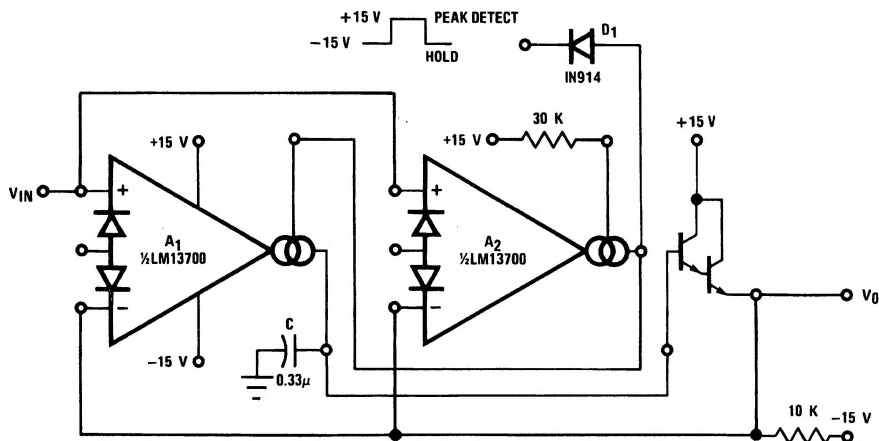 +15 V PEAK DETECT
−15 V HOLD
D1
IN914
+15 V
30 K
+15 V
+15 V
VIN
+
A1
½LM13700
−
−15 V
C
0.33μ
+
A2
½LM13700
−
VO
10 K
−15 V